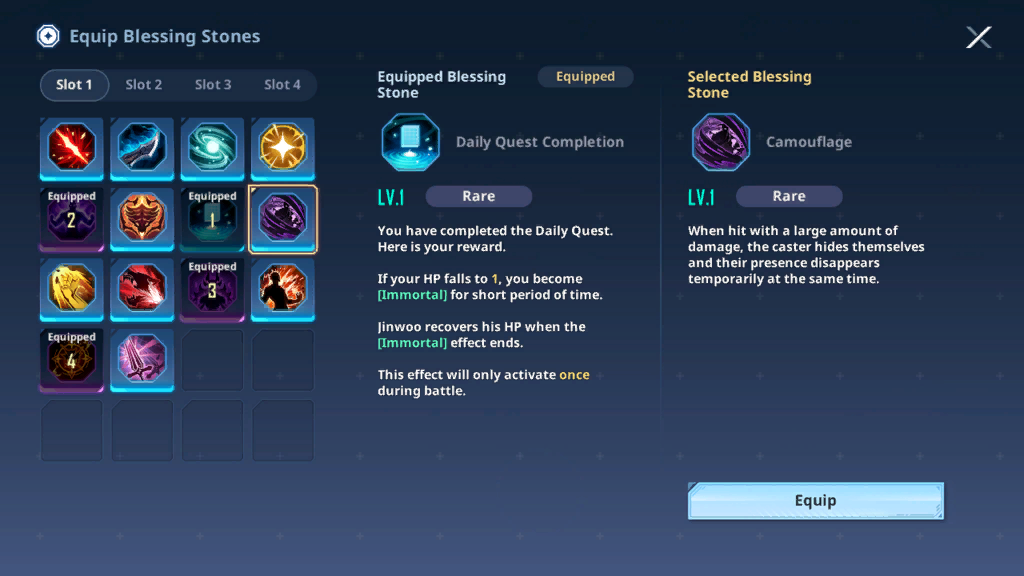 Equip Blessing Stones
Slot 1
Slot 2
Slot 3
Slot 4
Equipped
2
Equipped
1
Equipped
3
Equipped
4
Equipped Blessing
Stone
Equipped
Daily Quest Completion
LV.1
Rare
You have completed the Daily Quest.
Here is your reward.
If your HP falls to 1, you become
[Immortal] for short period of time.
Jinwoo recovers his HP when the
[Immortal] effect ends.
This effect will only activate once
during battle.
Selected Blessing
Stone
Camouflage
LV.1
Rare
When hit with a large amount of
damage, the caster hides themselves
and their presence disappears
temporarily at the same time.
Equip